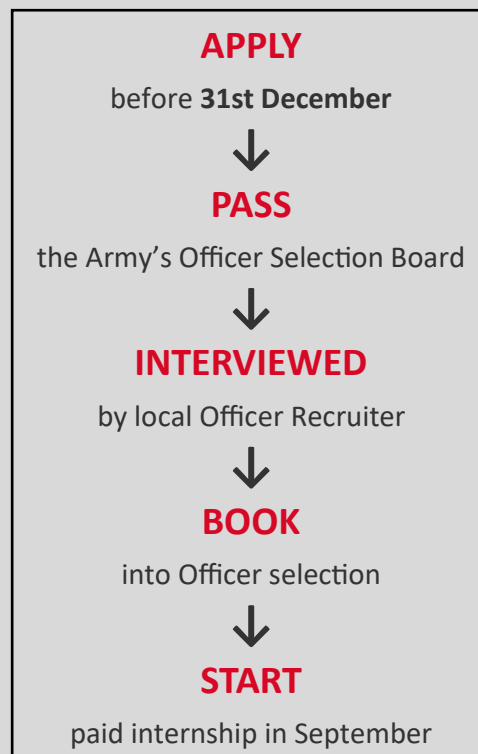 APPLY
before 31st December
PASS
the Army's Officer Selection Board
INTERVIEWED
by local Officer Recruiter
BOOK
into Officer selection
START
paid internship in September